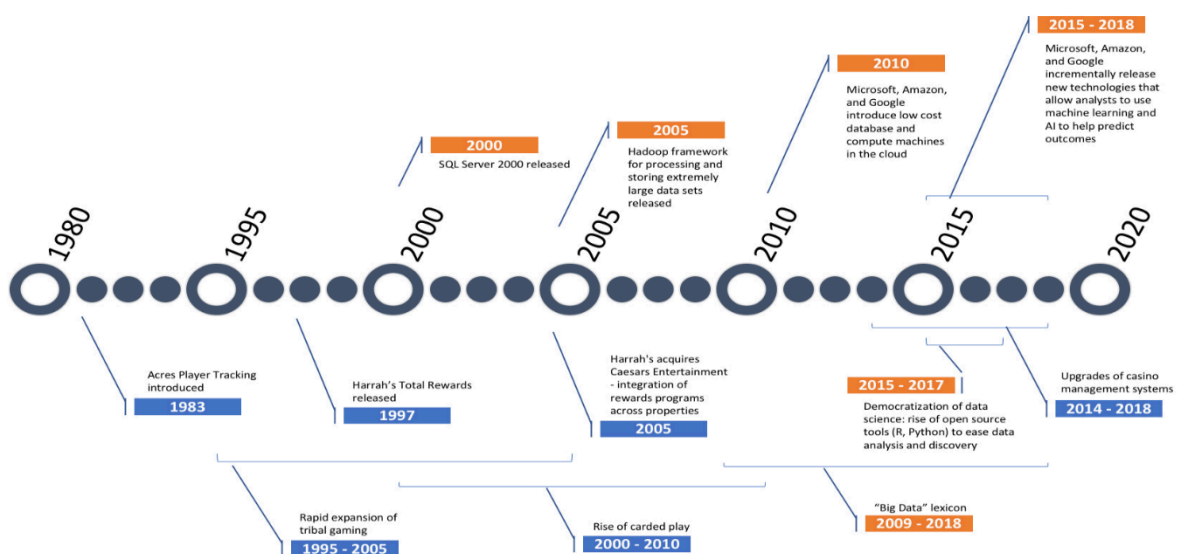 2015 - 2018
Microsoft, Amazon,
and Google
incrementally release
new technologies that
allow analysts to use
machine learning and
AI to help predict
outcomes
2010
Microsoft, Amazon,
and Google
introduce low cost
database and
compute machines
in the cloud
2005
Hadoop framework
for processing and
storing extremely
large data sets
released
2000
SQL Server 2000 released
1980
1995
2000
2005
2010
2015
2020
Acres Player Tracking
introduced
1983
Harrah's Total Rewards
released
1997
Harrah's acquires
Caesars Entertainment
- integration of
rewards programs
across properties
2005
2015 - 2017
Democratization of data
science: rise of open source
tools (R, Python) to ease data
analysis and discovery
Upgrades of casino
management systems
2014 - 2018
Rapid expansion of
tribal gaming
1995 - 2005
Rise of carded play
2000 - 2010
“Big Data” lexicon
2009 - 2018